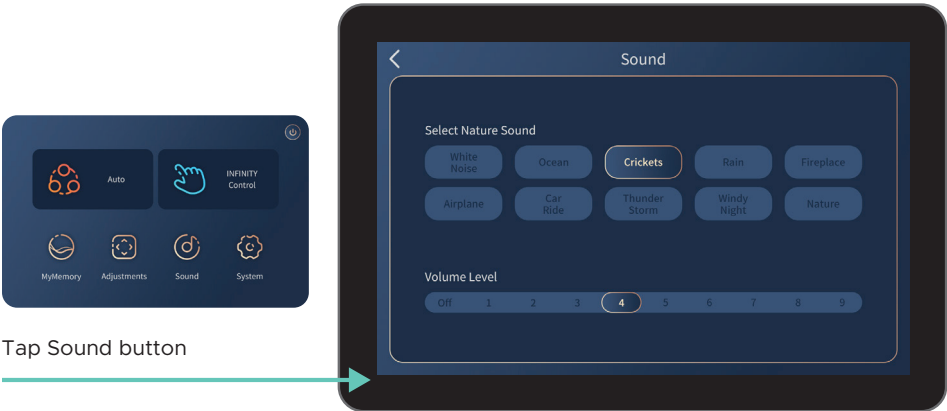 Auto
INFINITY
Control
MyMemory Adjustments Sound System
Tap Sound button
Sound
Select Nature Sound
White
Noise
Ocean
Crickets
Rain
Fireplace
Airplane
Car
Ride
Thunder
Storm
Windy
Night
Nature
Volume Level
Off 1 2 3 4 5 6 7 8 9